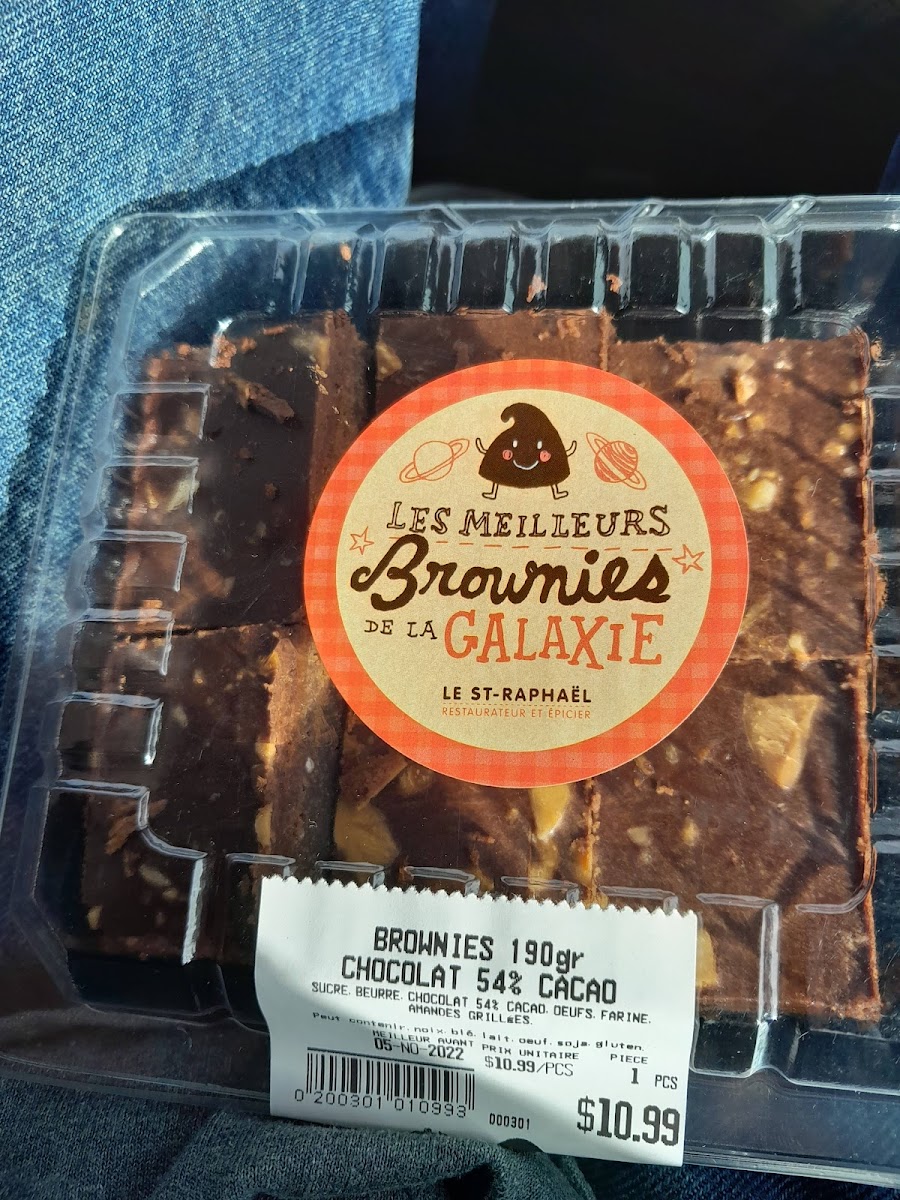 LES MEILLEURS
Brownies
DE LA GALAXIE
LE ST-RAPHAËL
RESTAURATEUR ET ÉPICIER
BROWNIES 190gr
CHOCOLAT 54% CACAO
SUCRE. BEURRE. CHOCOLAT 54% CACAO. OEUFS. FARINE.
AMANDES GRILLéES.
Peut contenir. noix. blé. lait. oeuf. soja. gluten.
MEILLEUR AVANT PRIX UNITAIRE PIECE
05-NO-2022 $10.99/PCS 1 PCS
0 200301 010993 000301 $10.99